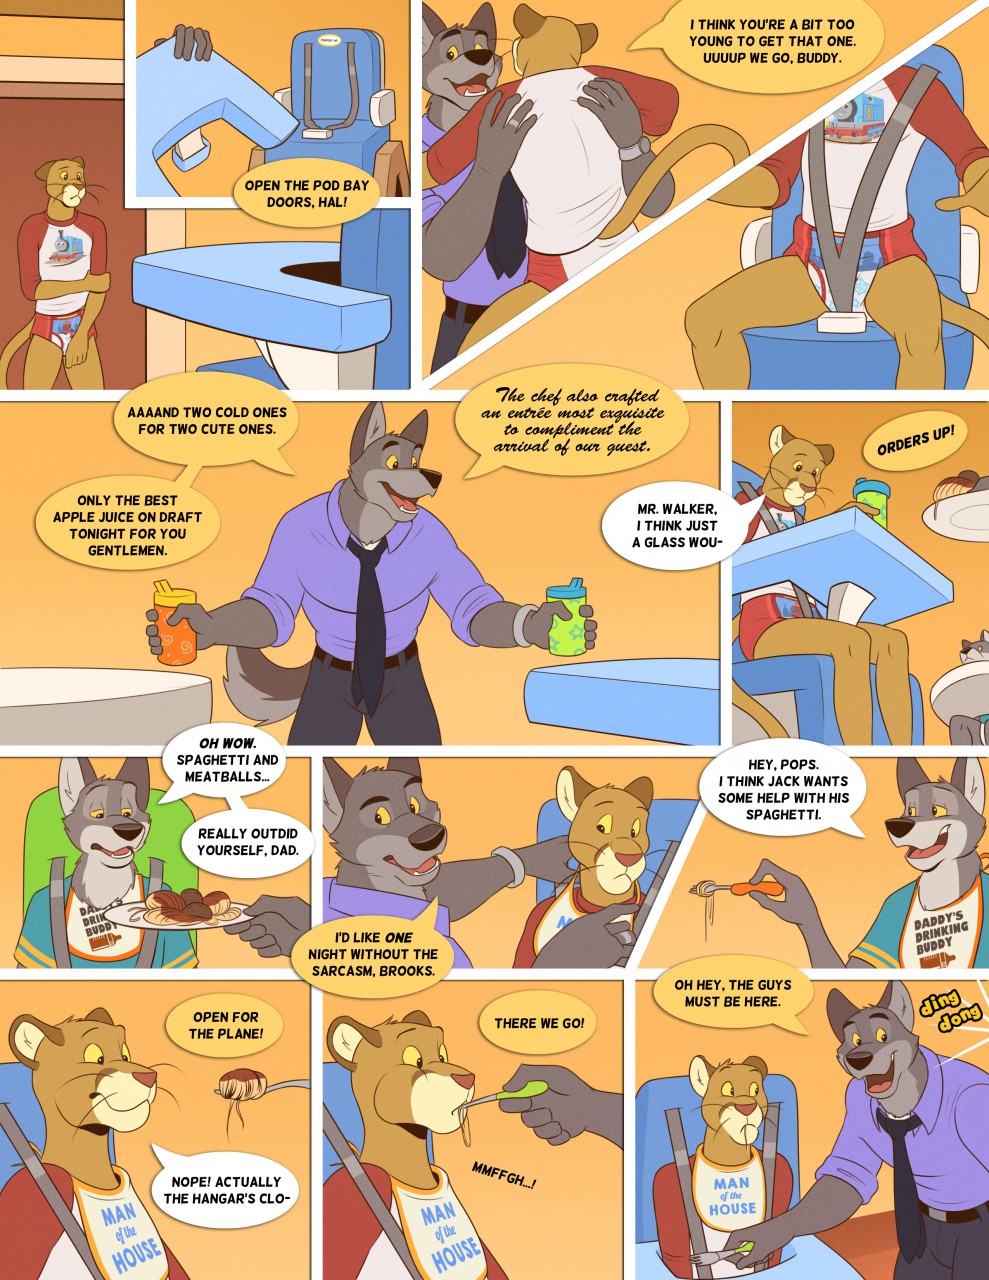 OPEN THE POD BAY
DOORS, HAL!
I THINK YOU'RE A BIT TOO
YOUNG TO GET THAT ONE.
UUUUP WE GO, BUDDY.
AAAAND TWO COLD ONES
FOR TWO CUTE ONES.
ONLY THE BEST
APPLE JUICE ON DRAFT
TONIGHT FOR YOU
GENTLEMEN.
The chef also crafted
an entrée most exquisite
to compliment the
arrival of our guest.
MR. WALKER,
I THINK JUST
A GLASS WOU-
ORDERS UP!
OH WOW.
SPAGHETTI AND
MEATBALLS...
REALLY OUTDID
YOURSELF, DAD.
DADDY'S
DRINKING
BUDDY
I'D LIKE ONE
NIGHT WITHOUT THE
SARCASM, BROOKS.
HEY, POPS.
I THINK JACK WANTS
SOME HELP WITH HIS
SPAGHETTI.
DADDY'S
DRINKING
BUDDY
OPEN FOR
THE PLANE!
NOPE! ACTUALLY
THE HANGAR'S CLO-
MAN
of the
HOUSE
THERE WE GO!
MMFFGH...!
MAN
of the
HOUSE
OH HEY, THE GUYS
MUST BE HERE.
ding
dong
MAN
of the
HOUSE